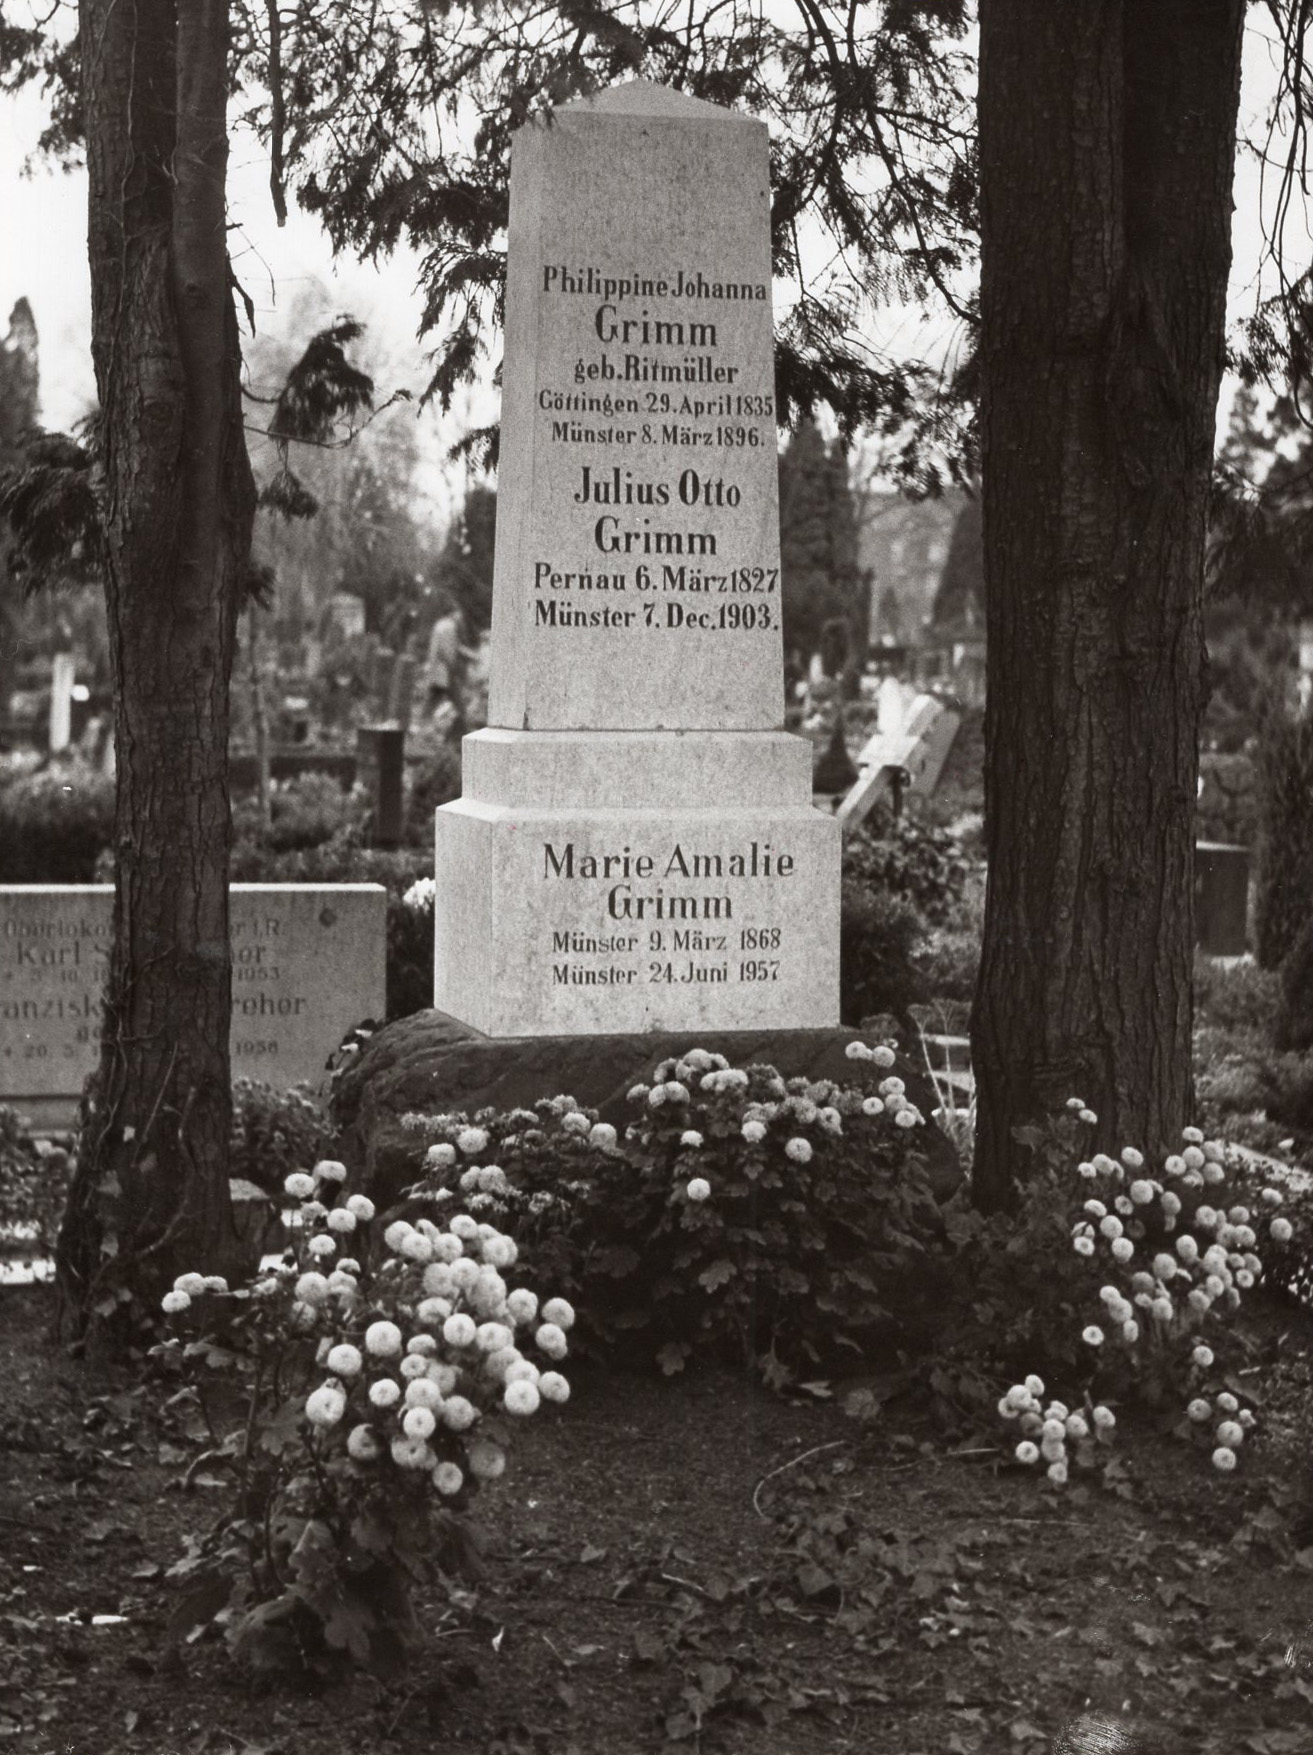 Philippine Johanna
Grimm
geb. Ritmüller
Göttingen 29. April 1835
Münster 8. März 1896.
Julius Otto
Grimm
Pernau 6. März 1827
Münster 7. Dec. 1903.
Marie Amalie
Grimm
Münster 9. März 1868
Münster 24. Juni 1957
I.R.
Karl
1953
1958